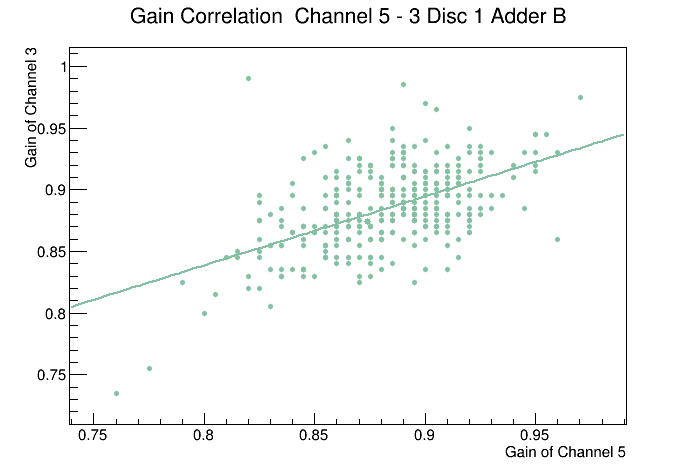 Gain Correlation  Channel 5 - 3 Disc 1 Adder B
Gain of Channel 3
1
0.95
0.9
0.85
0.8
0.75
0.75 0.8 0.85 0.9 0.95
Gain of Channel 5